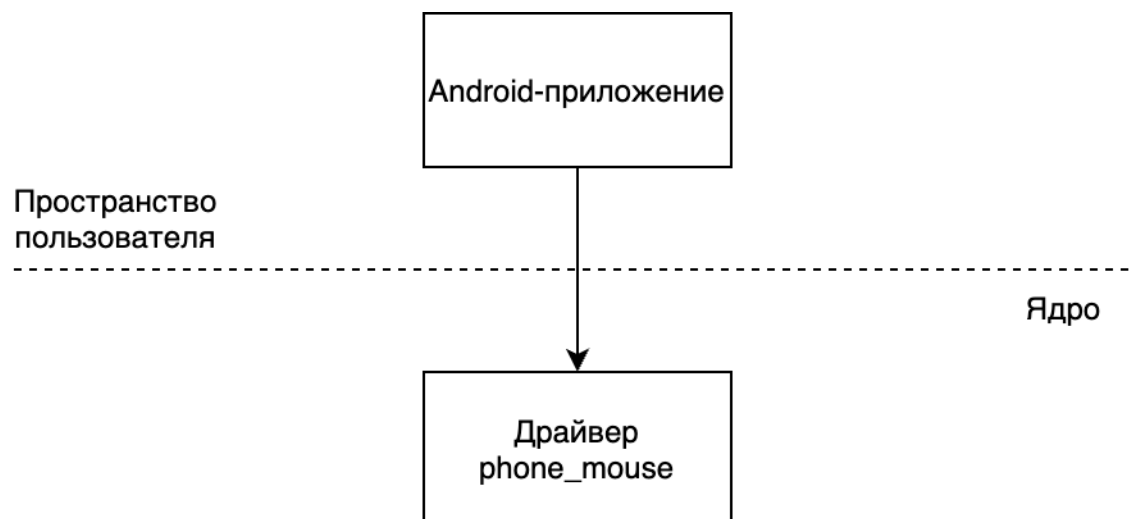 Android-приложение
Пространство
пользователя
Ядро
Драйвер
phone_mouse